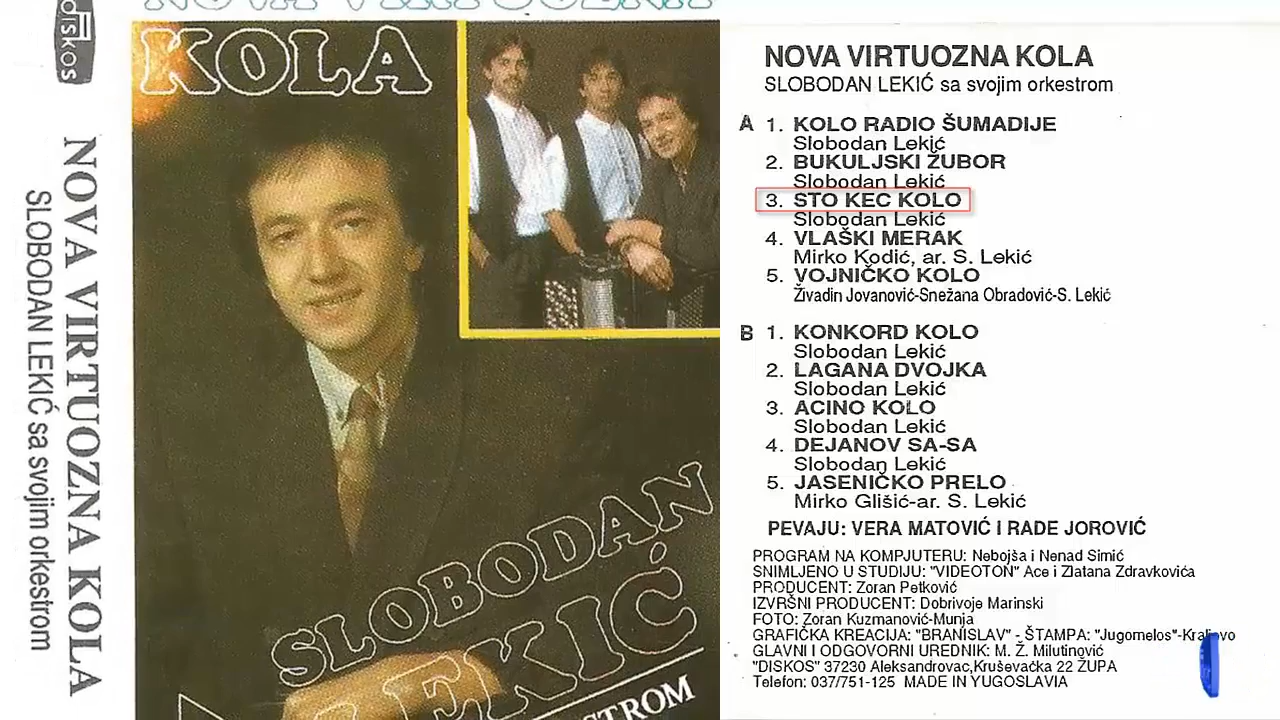 DISKOS
NOVA VIRTUOZNA KOLA
SLOBODAN LEKIĆ sa svojim orkestrom
KOLA
SLOBODAN
LEKIĆ
NOVA VIRTUOZNA KOLA
SLOBODAN LEKIĆ sa svojim orkestrom
A 1. KOLO RADIO ŠUMADIJE
Slobodan Lekić
2. BUKULJSKI ŽUBOR
Slobodan Lekić
3. STO KEC KOLO
Slobodan Lekić
4. VLAŠKI MERAK
Mirko Kodić, ar. S. Lekić
5. VOJNIČKO KOLO
Živadin Jovanović-Snežana Obradović-S. Lekić
B 1. KONKORD KOLO
Slobodan Lekić
2. LAGANA DVOJKA
Slobodan Lekić
3. ACINO KOLO
Slobodan Lekić
4. DEJANOV SA-SA
Slobodan Lekić
5. JASENIČKO PRELO
Mirko Glišić-ar. S. Lekić
PEVAJU: VERA MATOVIĆ I RADE JOROVIĆ
PROGRAM NA KOMPJUTERU: Nebojša i Nenad Simić
SNIMLJENO U STUDIJU: "VIDEOTON" Ace i Zlatana Zdravkovića
PRODUCENT: Zoran Petković
IZVRŠNI PRODUCENT: Dobrivoje Marinski
FOTO: Zoran Kuzmanović-Munja
GRAFIČKA KREACIJA: "BRANISLAV" - ŠTAMPA: "Jugomelos"-Kraljevo
GLAVNI I ODGOVORNI UREDNIK: M. Ž. Milutinović
"DISKOS" 37230 Aleksandrovac,Kruševačka 22 ŽUPA
Telefon: 037/751-125 MADE IN YUGOSLAVIA